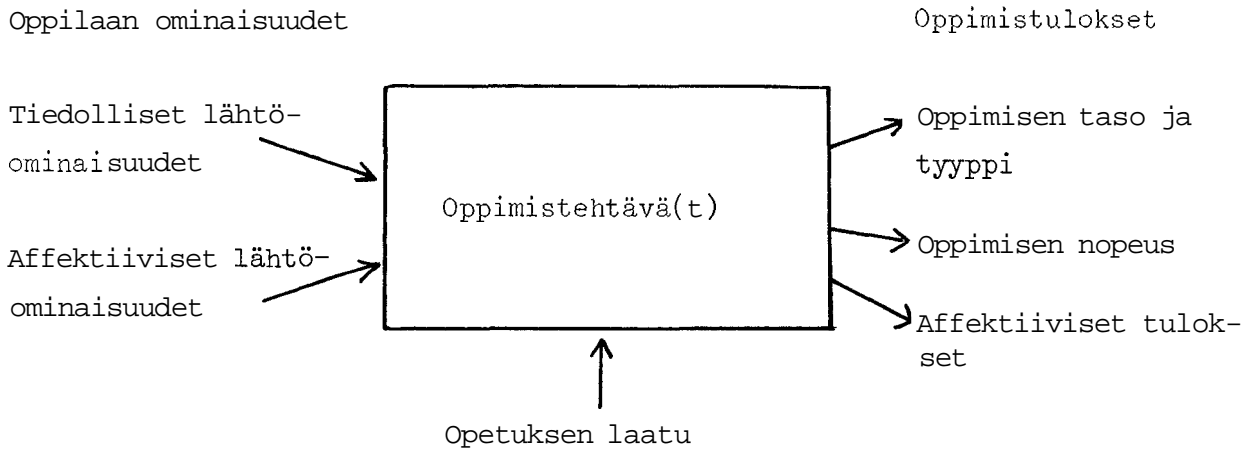 Oppilaan ominaisuudet
Oppimistulokset
Tiedolliset lähtö-
ominaisuudet
Affektiiviset lähtö-
ominaisuudet
Oppimistehtävä(t)
Oppimisen taso ja
tyyppi
Oppimisen nopeus
Affektiiviset tulok-
set
Opetuksen laatu